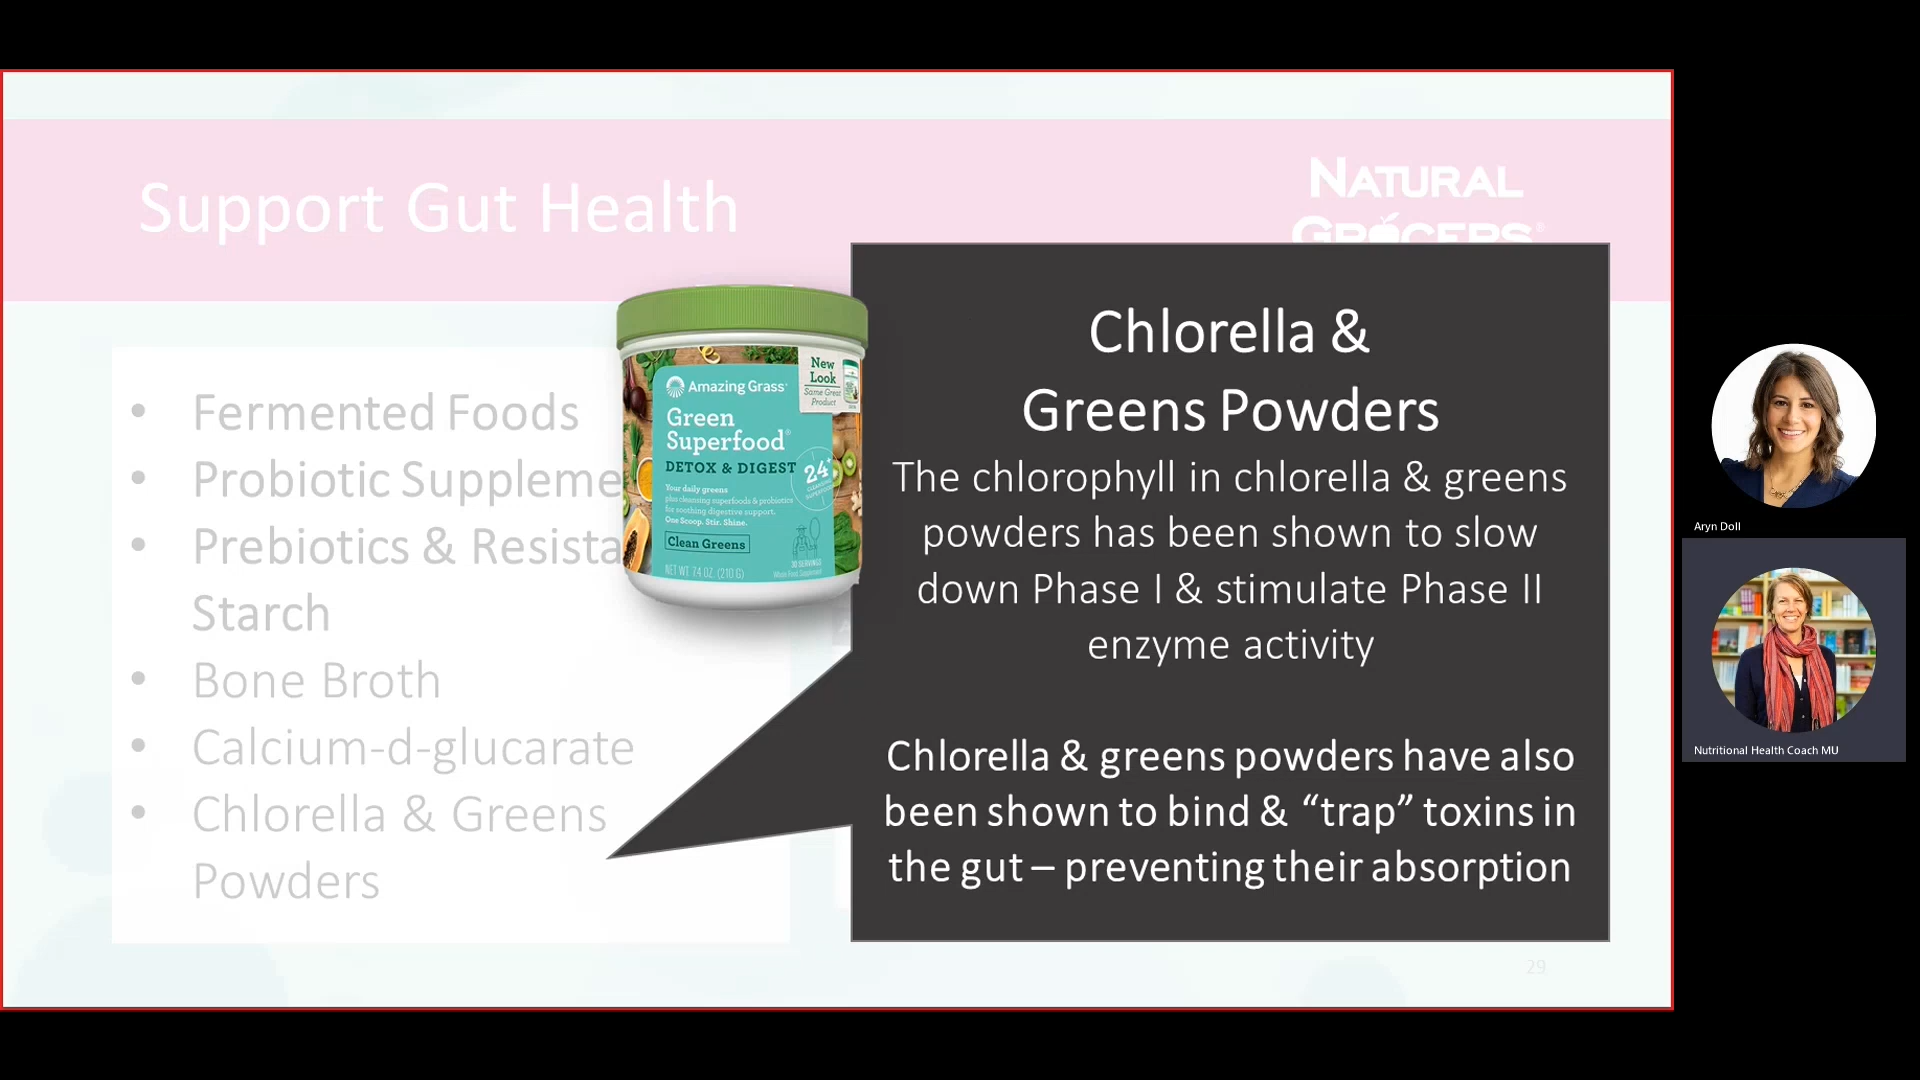 Support Gut Health
NATURAL
GROCERS®
• Fermented Foods
• Probiotic Suppleme
• Prebiotics & Resista
Starch
• Bone Broth
• Calcium-d-glucarate
• Chlorella & Greens
Powders
New
Look
Same Great
Product
Amazing Grass
Green
Superfood®
DETOX & DIGEST
24+
Your daily greens
plus cleansing superfoods & probiotics
for soothing digestive support.
One Scoop. Stir. Shine.
Clean Greens
30 SERVINGS
NET WT 7.4 OZ. (210 G)
Whole Food Supplement
Chlorella &
Greens Powders
The chlorophyll in chlorella & greens
powders has been shown to slow
down Phase I & stimulate Phase II
enzyme activity
Chlorella & greens powders have also
been shown to bind & “trap” toxins in
the gut – preventing their absorption
29
Aryn Doll
Nutritional Health Coach MU